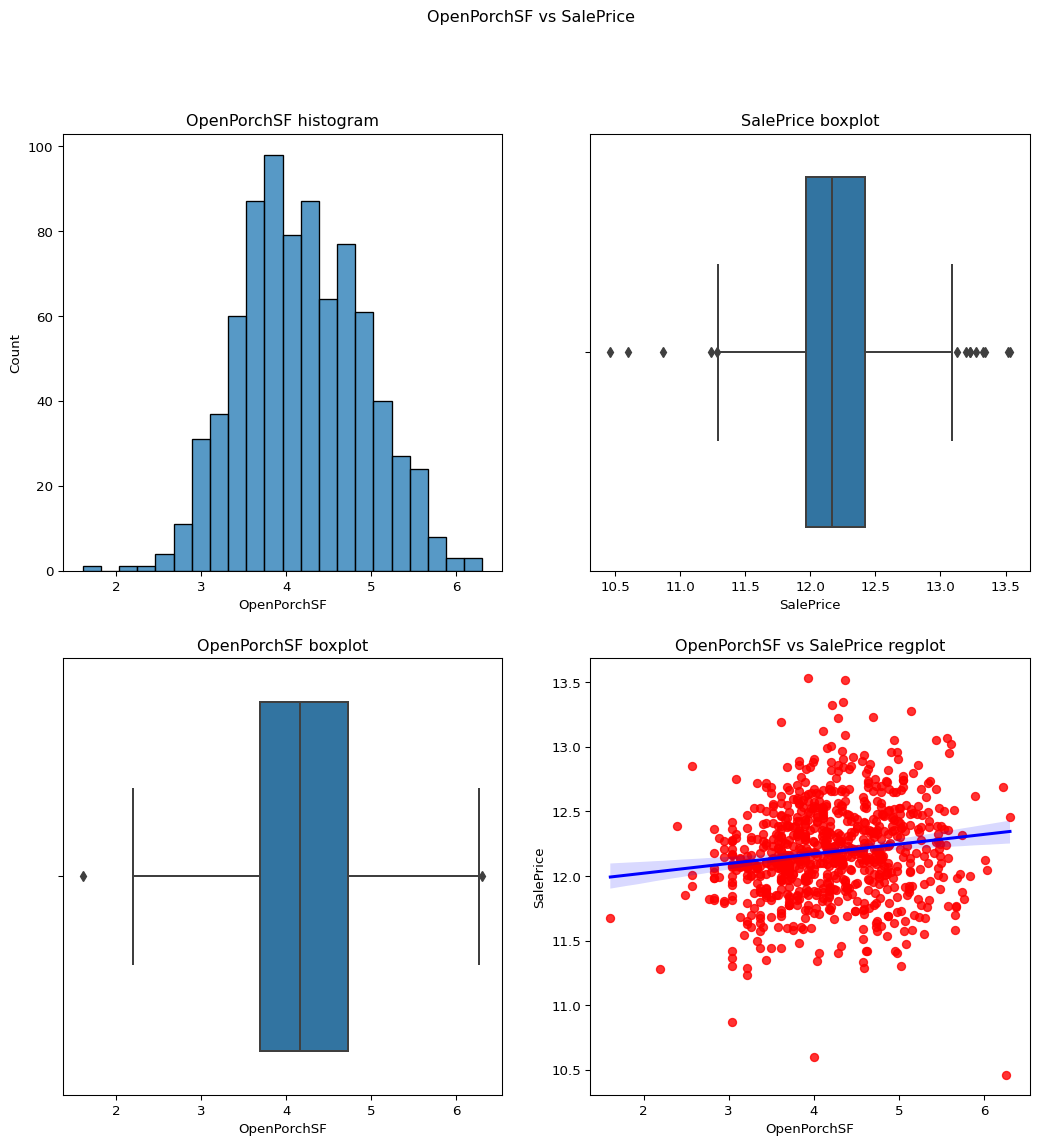 OpenPorchSF vs SalePrice
OpenPorchSF histogram
100
80
60
40
20
0
Count
2 3 4 5 6
OpenPorchSF
SalePrice boxplot
10.5 11.0 11.5 12.0 12.5 13.0 13.5
SalePrice
OpenPorchSF boxplot
2 3 4 5 6
OpenPorchSF
OpenPorchSF vs SalePrice regplot
13.5
13.0
12.5
12.0
11.5
11.0
10.5
SalePrice
2 3 4 5 6
OpenPorchSF